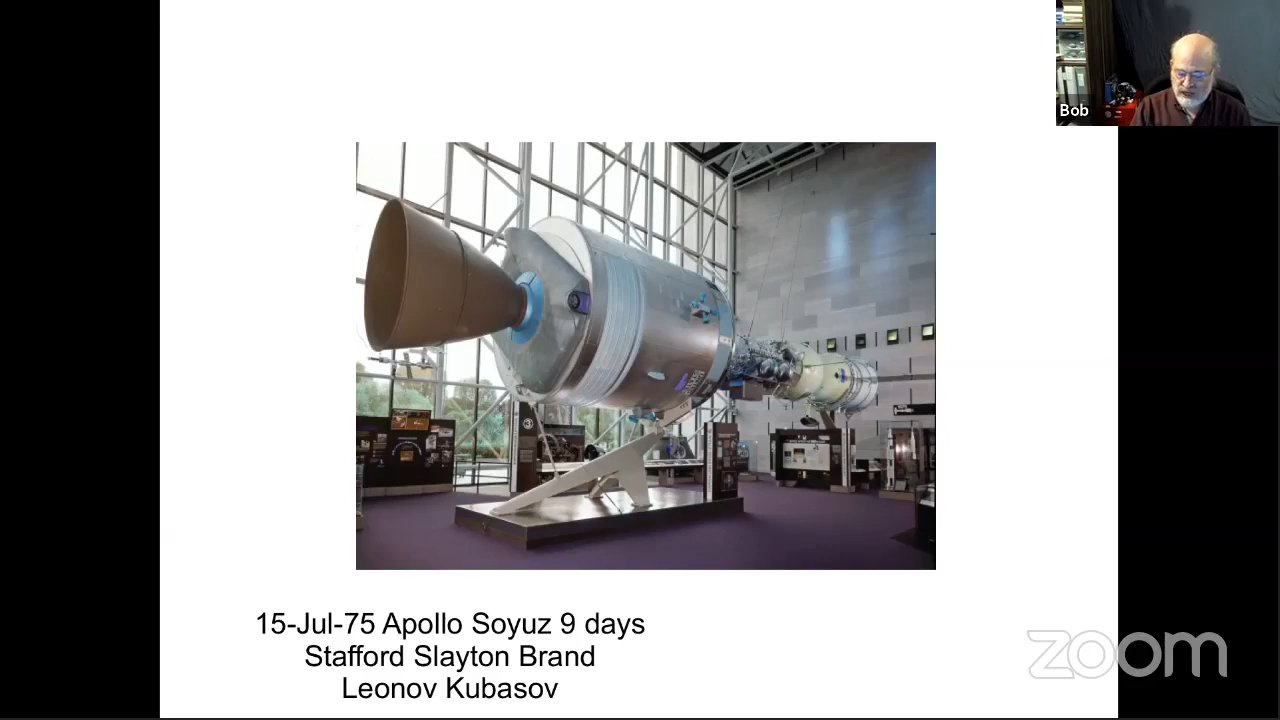 Bob
15-Jul-75 Apollo Soyuz 9 days
Stafford Slayton Brand
Leonov Kubasov
zoom